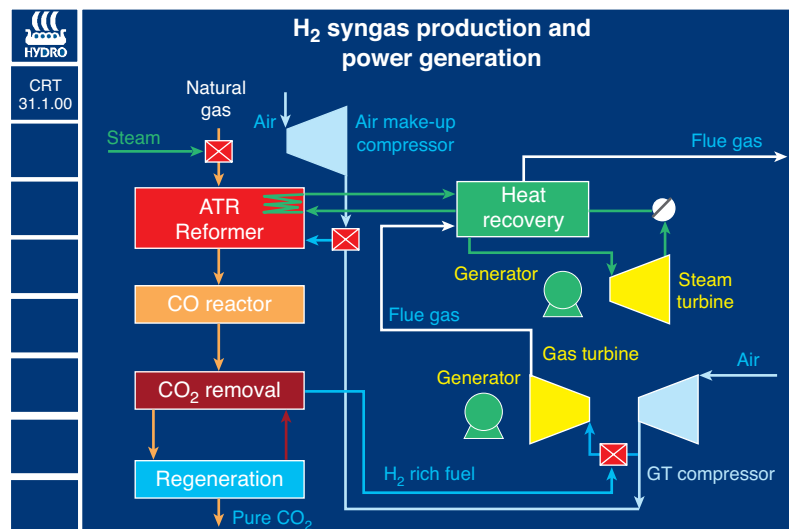 HYDRO
CRT
31.1.00
H₂ syngas production and
power generation
Natural
gas
Air
Air make-up
compressor
Steam
Flue gas
ATR
Reformer
Heat
recovery
Generator
Steam
turbine
CO reactor
Flue gas
Gas turbine
Air
CO₂ removal
Generator
Regeneration
H₂ rich fuel
GT compressor
Pure CO₂